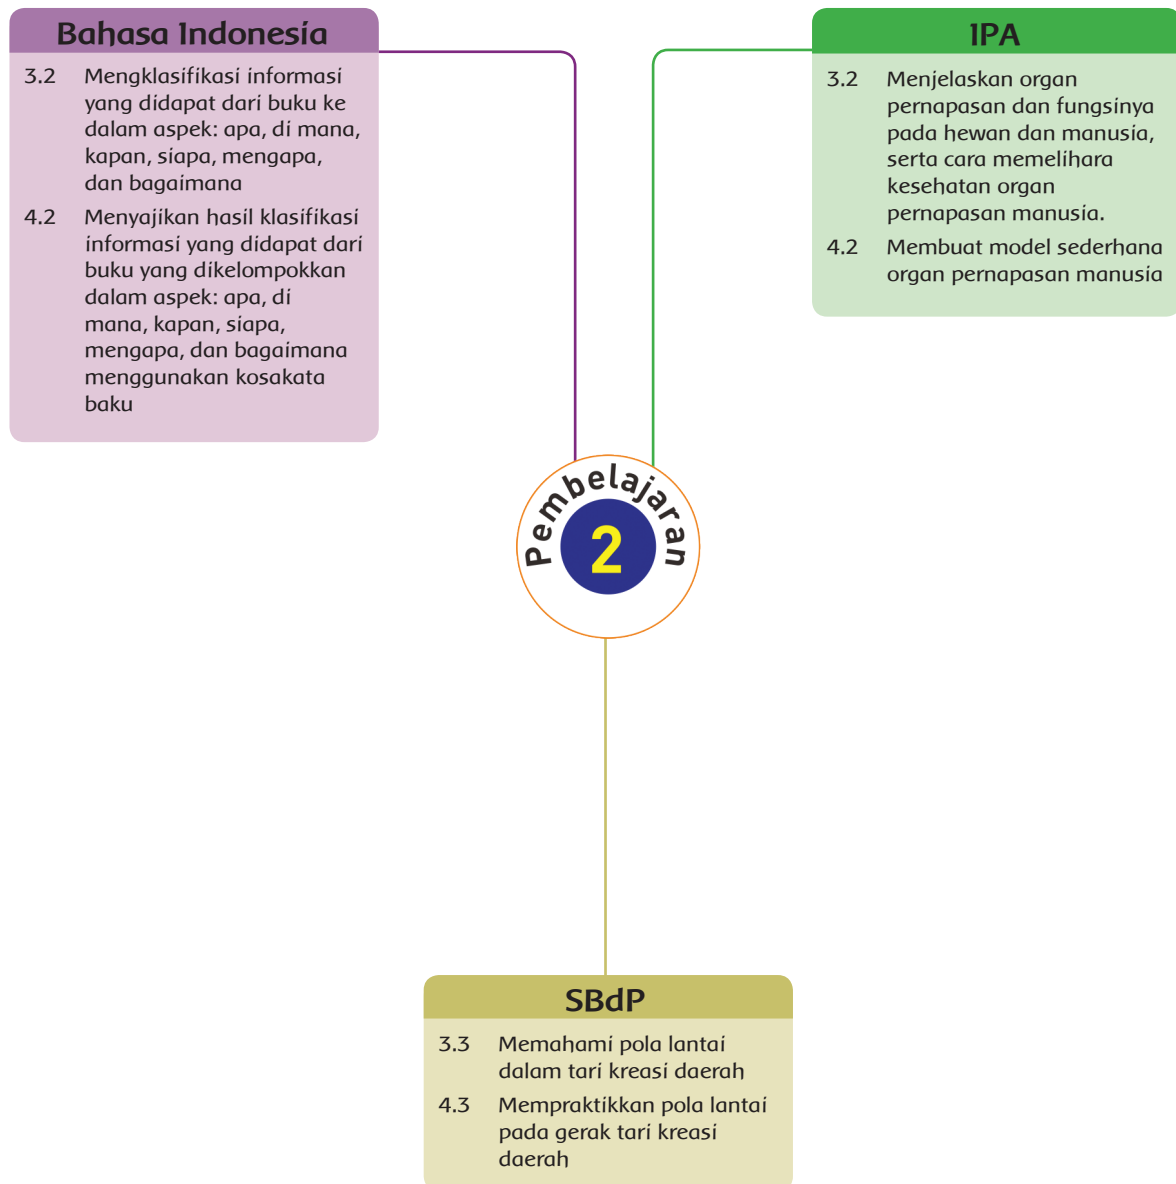 Bahasa Indonesia
3.2 Mengklasifikasi informasi
yang didapat dari buku ke
dalam aspek: apa, di mana,
kapan, siapa, mengapa,
dan bagaimana
4.2 Menyajikan hasil klasifikasi
informasi yang didapat dari
buku yang dikelompokkan
dalam aspek: apa, di
mana, kapan, siapa,
mengapa, dan bagaimana
menggunakan kosakata
baku
IPA
3.2 Menjelaskan organ
pernapasan dan fungsinya
pada hewan dan manusia,
serta cara memelihara
kesehatan organ
pernapasan manusia.
4.2 Membuat model sederhana
organ pernapasan manusia
Pembelajaran
2
SBdP
3.3 Memahami pola lantai
dalam tari kreasi daerah
4.3 Mempraktikkan pola lantai
pada gerak tari kreasi
daerah